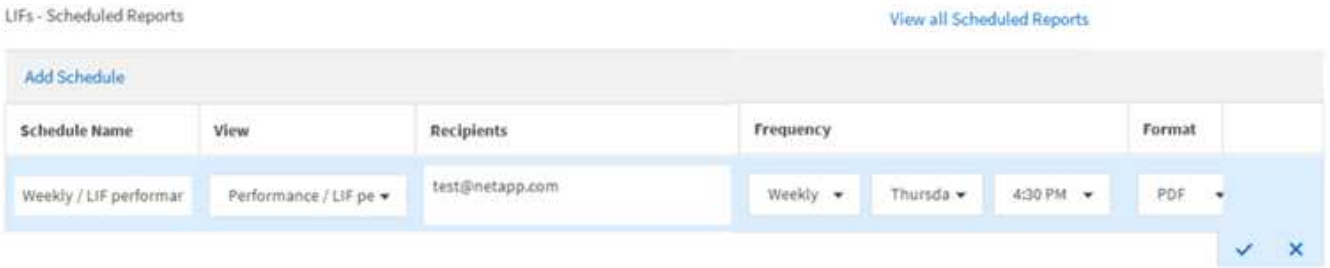 LIFs - Scheduled Reports View all Scheduled Reports
Add Schedule
Schedule Name View Recipients Frequency Format
Weekly / LIF performar Performance / LIF pe test@netapp.com Weekly Thursda 4:30 PM PDF